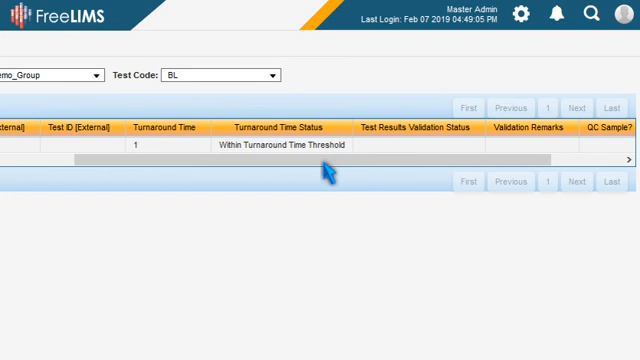 FreeLIMS
Master Admin
Last Login: Feb 07 2019 04:49:05 PM
emo_Group
Test Code:
BL
First Previous 1 Next Last
ternal] Test ID [External] Turnaround Time Turnaround Time Status Test Results Validation Status Validation Remarks QC Sample?
1 Within Turnaround Time Threshold
First Previous 1 Next Last